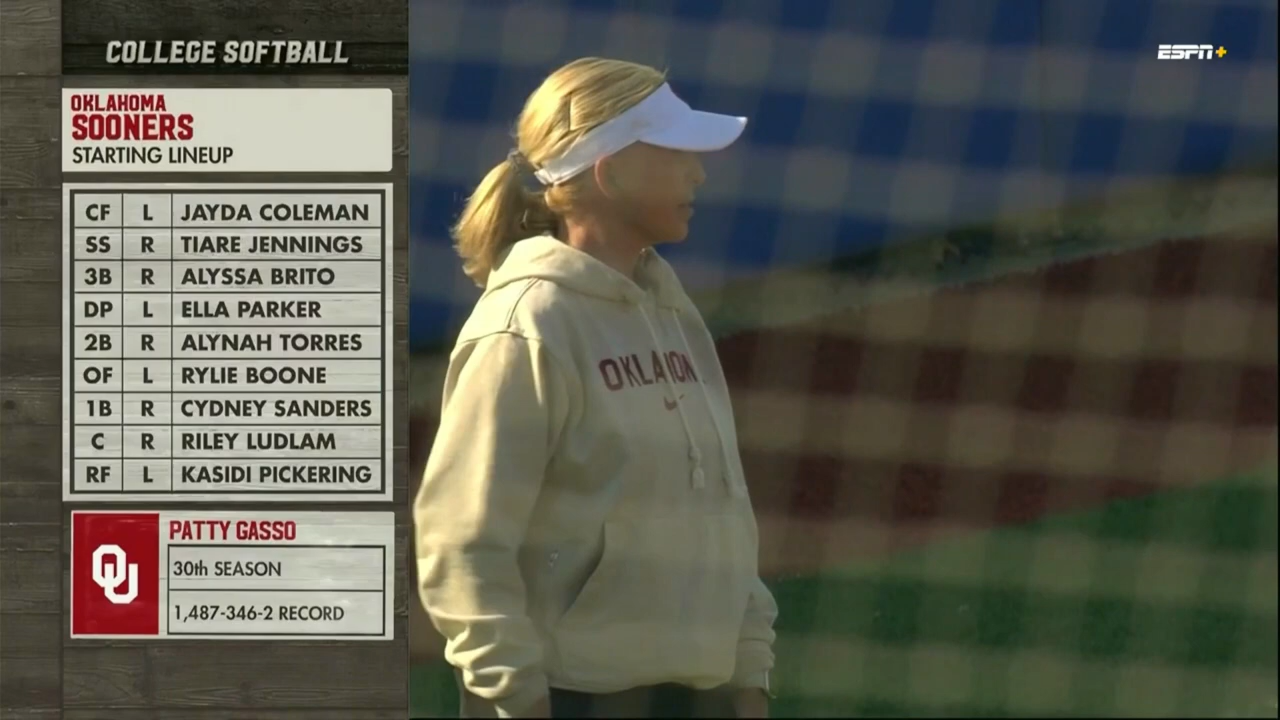 COLLEGE SOFTBALL
ESPN+
OKLAHOMA
SOONERS
STARTING LINEUP
CF L JAYDA COLEMAN
SS R TIARE JENNINGS
3B R ALYSSA BRITO
DP L ELLA PARKER
2B R ALYNAH TORRES
OF L RYLIE BOONE
1B R CYDNEY SANDERS
C R RILEY LUDLAM
RF L KASIDI PICKERING
OU
PATTY GASSO
30th SEASON
1,487-346-2 RECORD
OKLAHOM